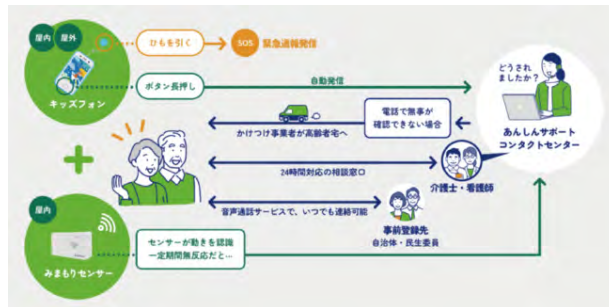 屋内
屋外
ひもを引く
SOS
緊急通報発信
キッズフォン
ボタン長押し
自動発信
どうされ
ましたか?
電話で無事が
確認できない場合
かけつけ事業者が高齢者宅へ
あんしんサポート
コンタクトセンター
24時間対応の相談窓口
介護士・看護師
音声通話サービスで、いつでも連絡可能
事前登録先
自治体・民生委員
屋内
センサーが動きを認識
一定期間無反応だと…
みまもりセンサー